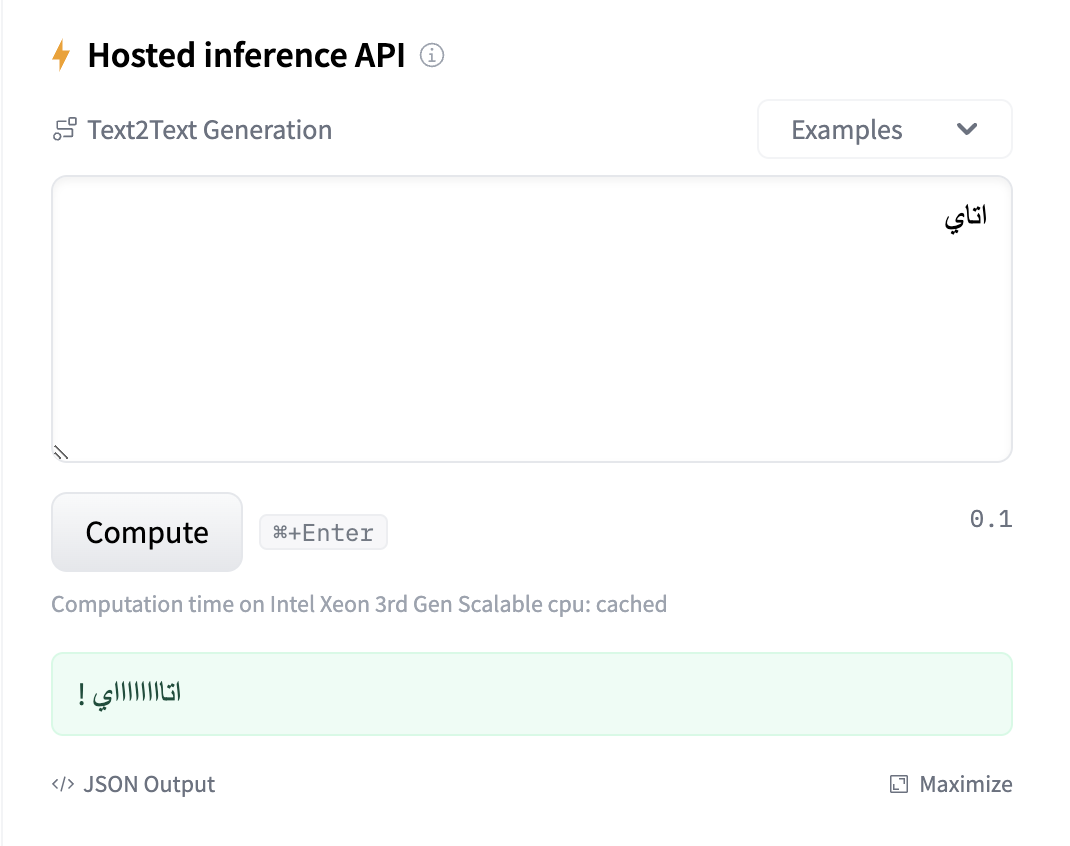 Hosted inference API
Text2Text Generation
Examples
اتاي
Compute
⌘+Enter
0.1
Computation time on Intel Xeon 3rd Gen Scalable cpu: cached
اتااااااااي !
</> JSON Output
Maximize